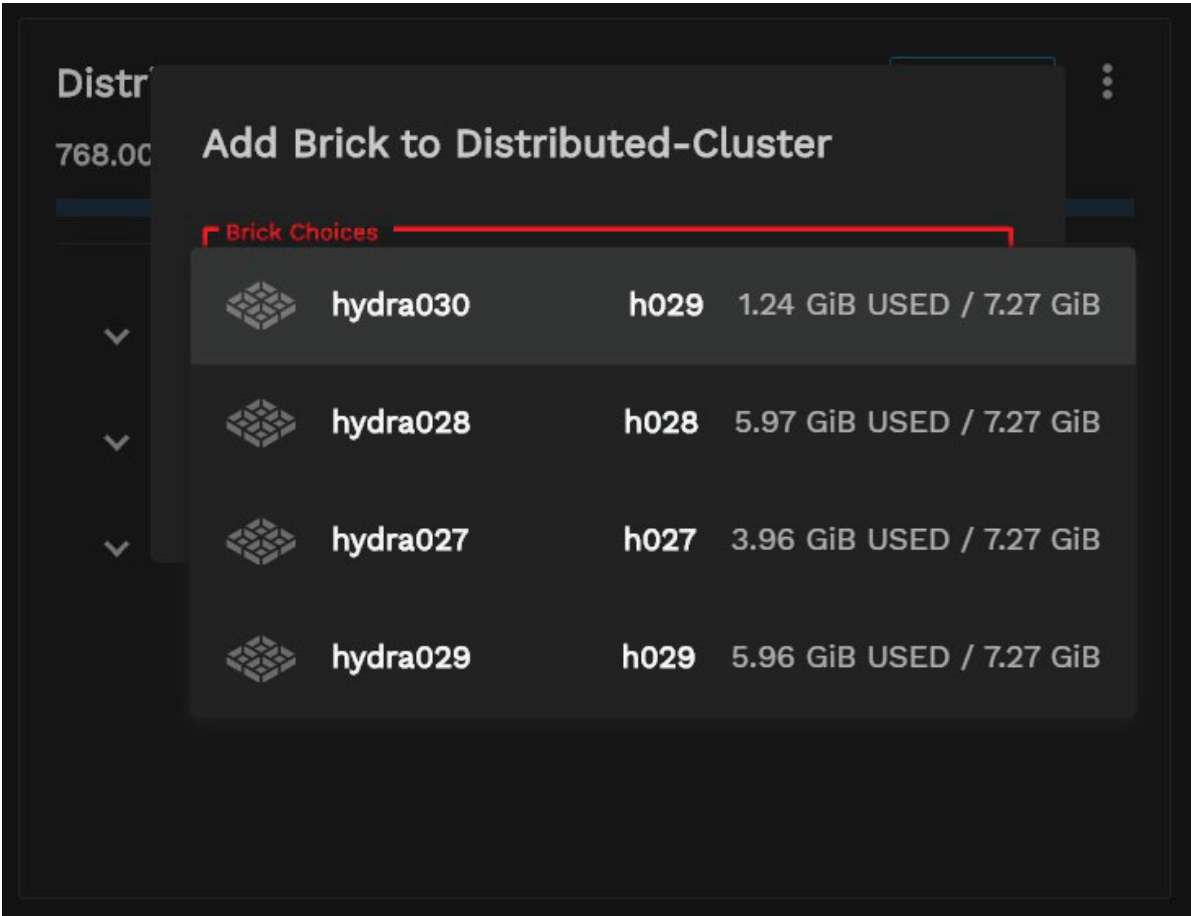 Distri
768.00
Add Brick to Distributed-Cluster
Brick Choices
hydra030 h029 1.24 GiB USED / 7.27 GiB
hydra028 h028 5.97 GiB USED / 7.27 GiB
hydra027 h027 3.96 GiB USED / 7.27 GiB
hydra029 h029 5.96 GiB USED / 7.27 GiB